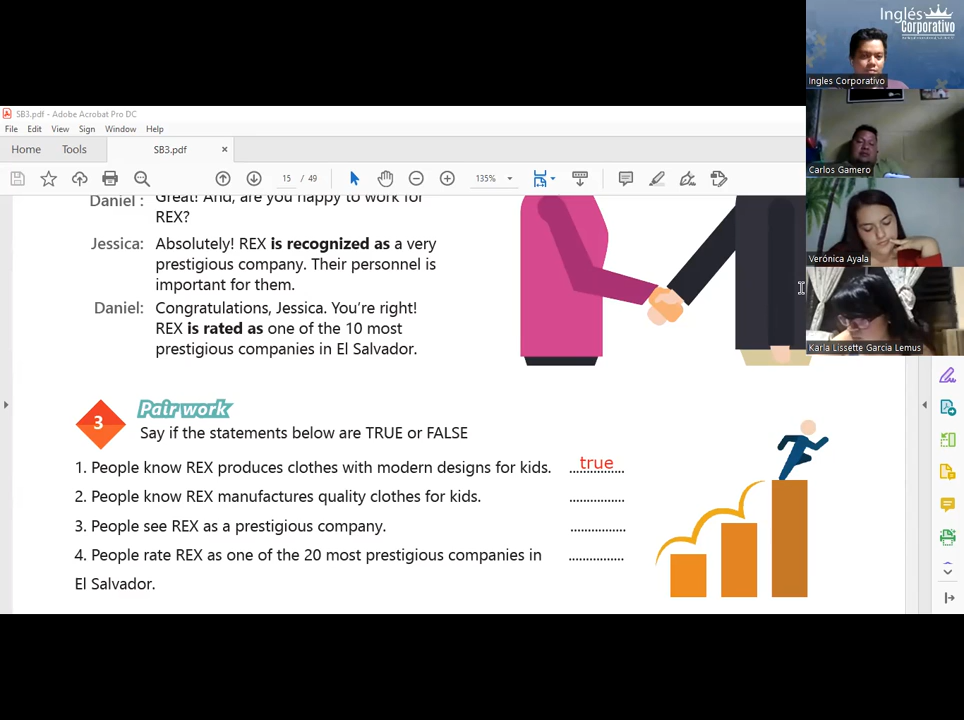 Inglés
Corporativo
Ingles Corporativo
Carlos Gamero
Verónica Ayala
Karla Lissette Garcia Lemus
SB3.pdf - Adobe Acrobat Pro DC
File Edit View Sign Window Help
Home Tools SB3.pdf ×
15 / 49 135%
Daniel : Great! And, are you happy to work for
REX?
Jessica: Absolutely! REX is recognized as a very
prestigious company. Their personnel is
important for them.
Daniel: Congratulations, Jessica. You're right!
REX is rated as one of the 10 most
prestigious companies in El Salvador.
3 Pair work
Say if the statements below are TRUE or FALSE
1. People know REX produces clothes with modern designs for kids. true
2. People know REX manufactures quality clothes for kids. ................
3. People see REX as a prestigious company. ................
4. People rate REX as one of the 20 most prestigious companies in ................
El Salvador.